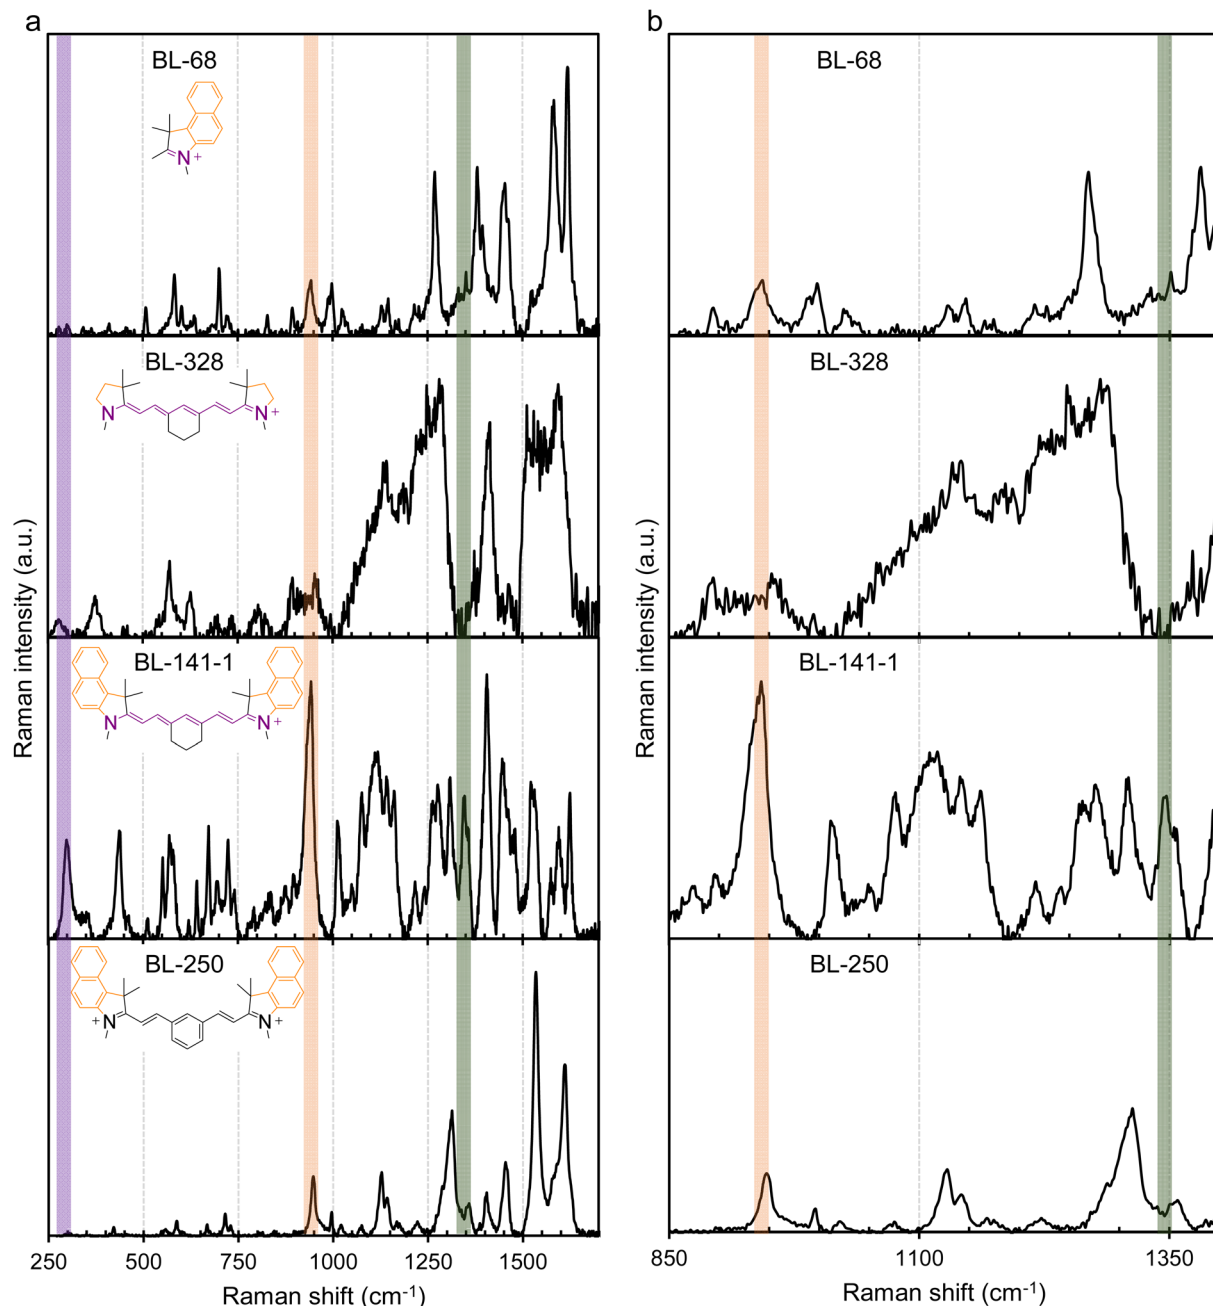 a
BL-68
N +
BL-328
N N +
BL-141-1
N N +
BL-250
+ N N +
250 500 750 1000 1250 1500
Raman shift (cm⁻¹)
Raman intensity (a.u.)
b
BL-68
BL-328
BL-141-1
BL-250
850 1100 1350
Raman shift (cm⁻¹)
Raman intensity (a.u.)